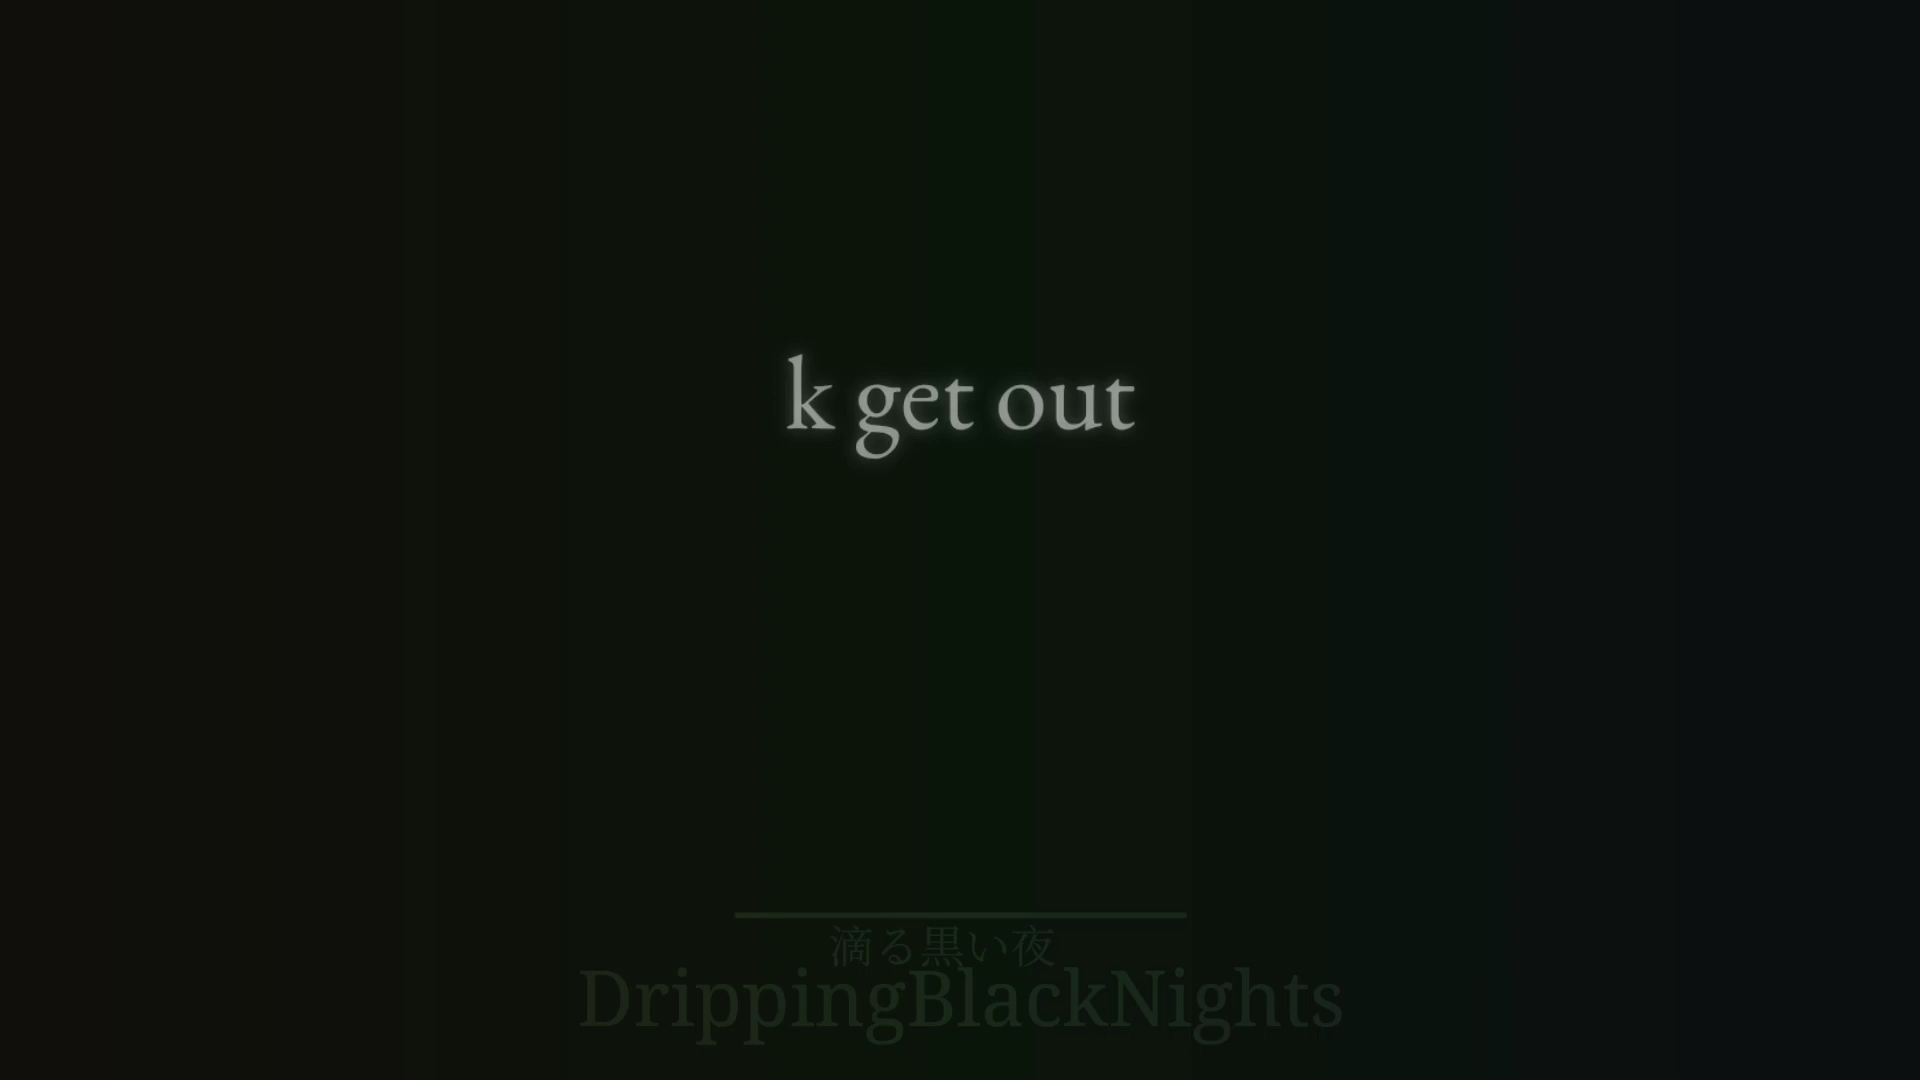 k get out
滴る黒い夜
DrippingBlackNights